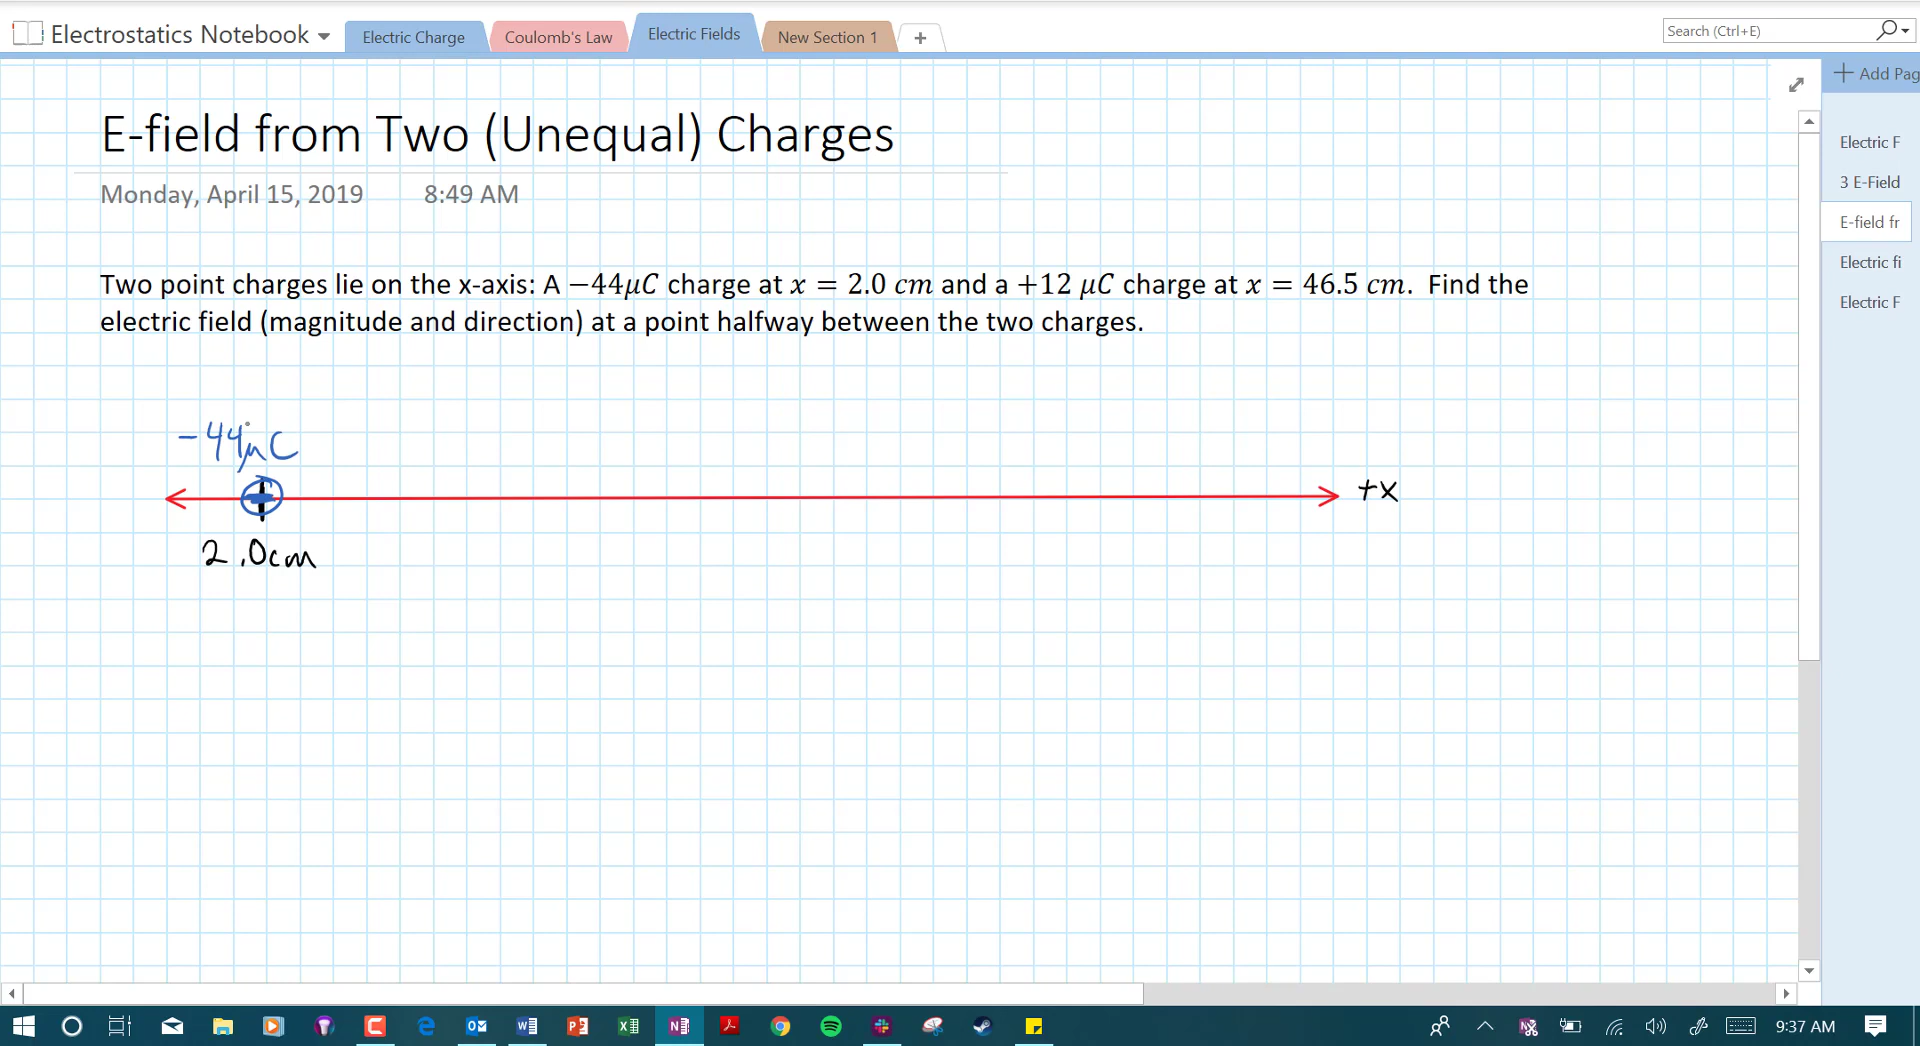 Electrostatics Notebook
Electric Charge
Coulomb's Law
Electric Fields
New Section 1
+
Search (Ctrl+E)
Add Pag
E-field from Two (Unequal) Charges
Monday, April 15, 2019 8:49 AM
Electric F
3 E-Field
E-field fr
Electric fi
Electric F
Two point charges lie on the x-axis: A −44μC charge at x = 2.0 cm and a +12 μC charge at x = 46.5 cm. Find the
electric field (magnitude and direction) at a point halfway between the two charges.
-44μC
+x
2.0cm
9:37 AM